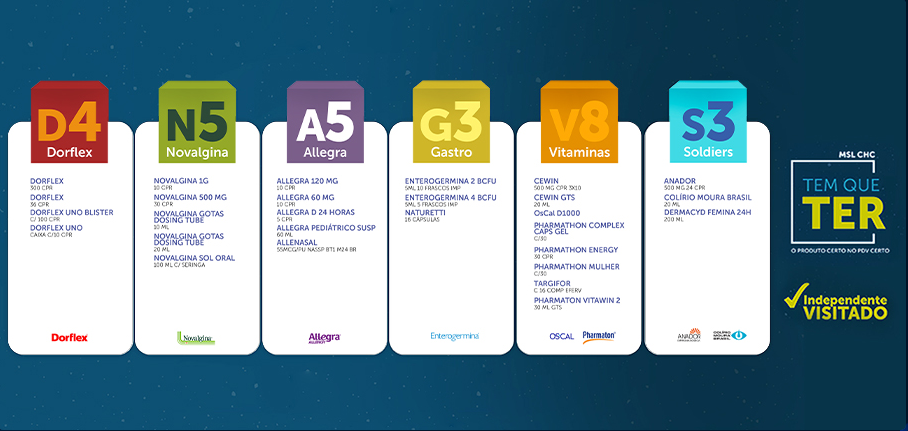 D4
Dorflex
DORFLEX
300 CPR
DORFLEX
36 CPR
DORFLEX UNO BLISTER
C/ 100 CPR
DORFLEX UNO
CAIXA C/10 CPR
Dorflex
N5
Novalgina
NOVALGINA 1G
10 CPR
NOVALGINA 500 MG
30 CPR
NOVALGINA GOTAS
DOSING TUBE
10 ML
NOVALGINA GOTAS
DOSING TUBE
20 ML
NOVALGINA SOL ORAL
100 ML C/ SERINGA
Novalgina
A5
Allegra
ALLEGRA 120 MG
10 CPR
ALLEGRA 60 MG
10 CPR
ALLEGRA D 24 HORAS
5 CPR
ALLEGRA PEDIÁTRICO SUSP
60 ML
ALLENASAL
55MCG/PU NASSP BT1 M24 BR
Allegra
G3
Gastro
ENTEROGERMINA 2 BCFU
5ML 10 FRASCOS IMP
ENTEROGERMINA 4 BCFU
5ML 5 FRASCOS IMP
NATURETTI
16 CAPSULAS
Enterogermina
V8
Vitaminas
CEWIN
500 MG CPR 3X10
CEWIN GTS
20 ML
OsCal D1000
PHARMATHON COMPLEX
CAPS GEL
C/30
PHARMATHON ENERGY
30 CPR
PHARMATHON MULHER
C/30
TARGIFOR
C 16 COMP EFERV
PHARMATON VITAWIN 2
30 ML GTS
OSCAL
Pharmaton
S3
Soldiers
ANADOR
500 MG 24 CPR
COLÍRIO MOURA BRASIL
20 ML
DERMACYD FEMINA 24H
200 ML
ANADOR
COLÍRIO
MOURA
BRASIL
MSL CHC
TEM QUE
TER
O PRODUTO CERTO NO PDV CERTO
Independente
VISITADO